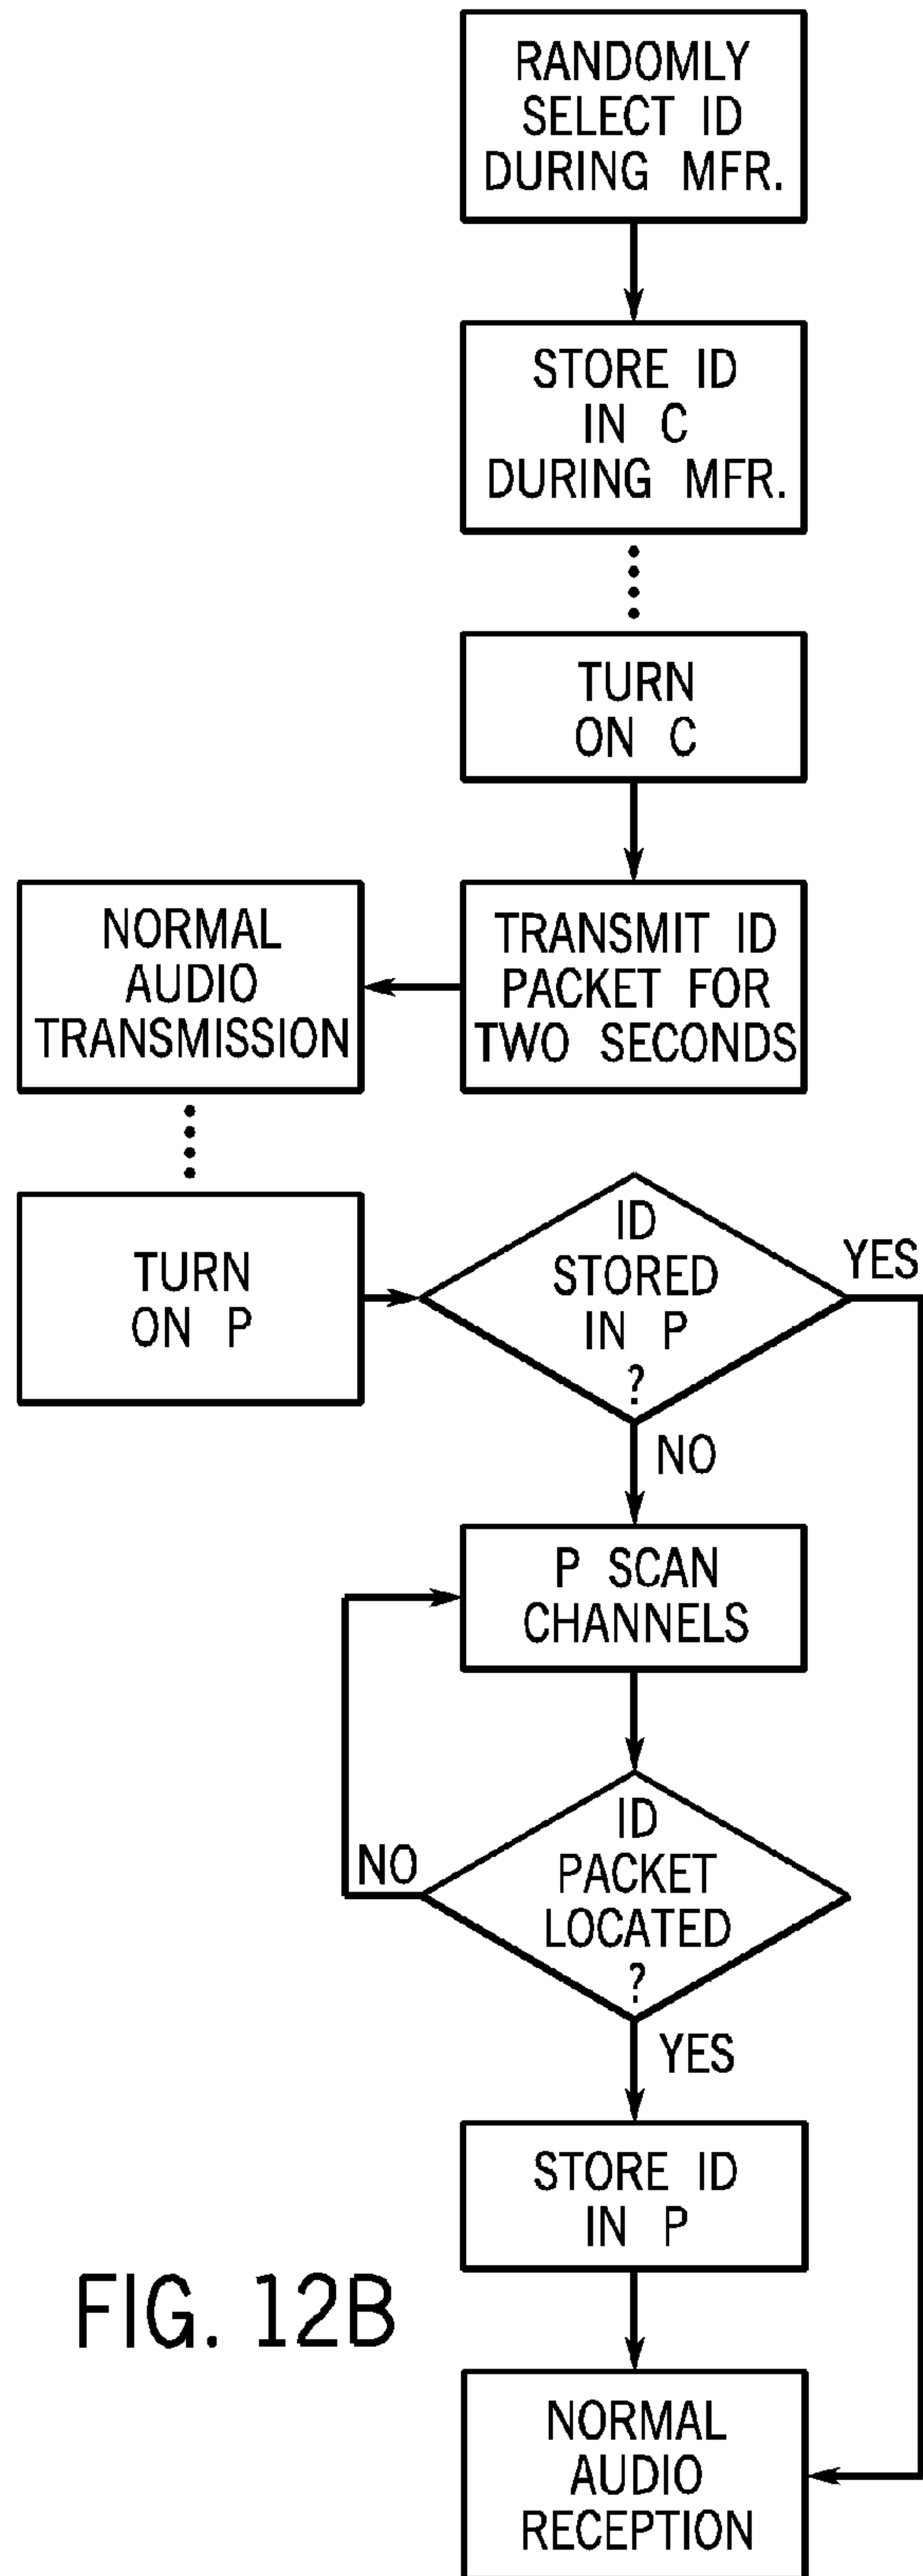 RANDOMLY
SELECT ID
DURING MFR.
STORE ID
IN C
DURING MFR.
TURN
ON C
TRANSMIT ID
PACKET FOR
TWO SECONDS
NORMAL
AUDIO
TRANSMISSION
TURN
ON P
ID
STORED
IN P
?
YES
NO
P SCAN
CHANNELS
ID
PACKET
LOCATED
?
NO
YES
STORE ID
IN P
NORMAL
AUDIO
RECEPTION
FIG. 12B